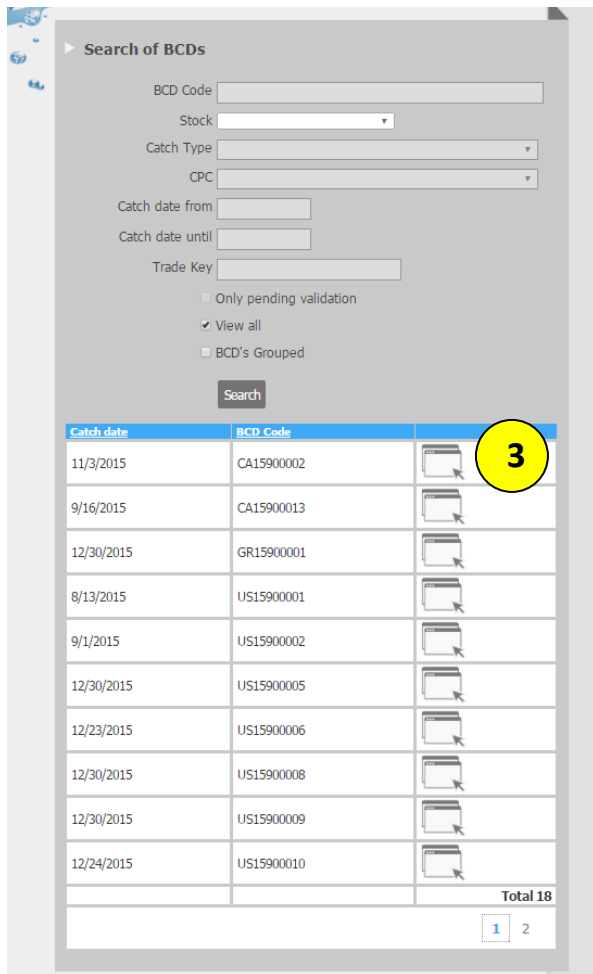 Search of BCDs
BCD Code
Stock
Catch Type
CPC
Catch date from
Catch date until
Trade Key
Only pending validation
View all
BCD's Grouped
Search
Catch date BCD Code
3
11/3/2015 CA15900002
9/16/2015 CA15900013
12/30/2015 GR15900001
8/13/2015 US15900001
9/1/2015 US15900002
12/30/2015 US15900005
12/23/2015 US15900006
12/30/2015 US15900008
12/30/2015 US15900009
12/24/2015 US15900010
Total 18
1 2